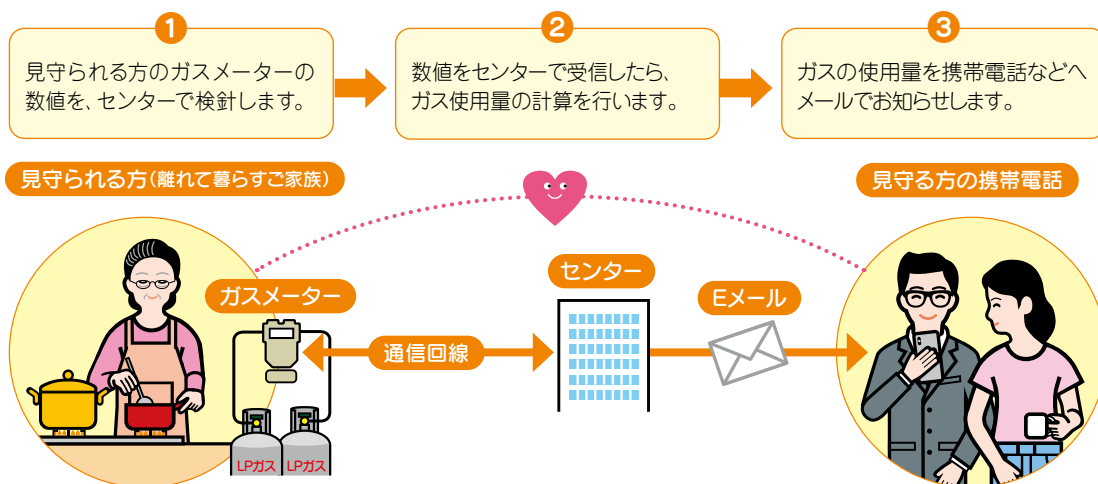 1
見守られる方のガスメーターの
数値を、センターで検針します。
2
数値をセンターで受信したら、
ガス使用量の計算を行います。
3
ガスの使用量を携帯電話などへ
メールでお知らせします。
見守られる方(離れて暮らすご家族)
見守る方の携帯電話
ガスメーター
通信回線
センター
Eメール
LPガス LPガス